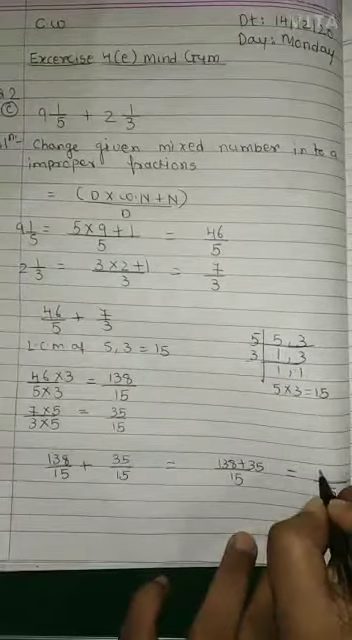 C.W
Dt: 14/12/20
Day: Monday
Excercise 4(e) Mind Gym
Q2
(c) 9 1/5 + 2 1/3
Change given mixed number in to a
improper fractions
= (D X W.N + N) / D
9 1/5 = 5 x 9 + 1 / 5 = 46/5
2 1/3 = 3 x 2 + 1 / 3 = 7/3
46/5 + 7/3
L.C.M of 5, 3 = 15
5 | 5, 3
3 | 1, 3
1, 1
5 x 3 = 15
46 x 3 / 5 x 3 = 138/15
7 x 5 / 3 x 5 = 35/15
138/15 + 35/15 = 138+35 / 15 =